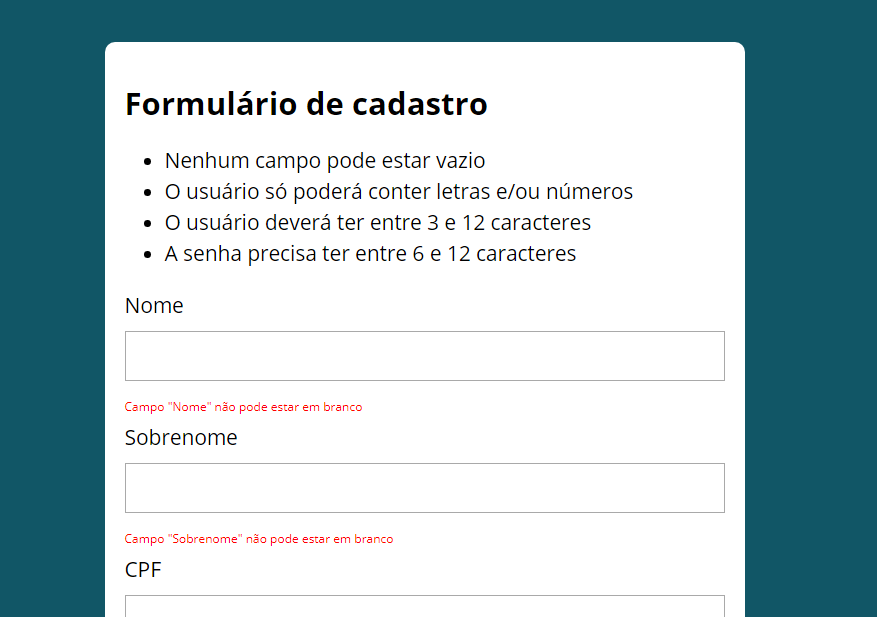 Formulário de cadastro
Nenhum campo pode estar vazio
O usuário só poderá conter letras e/ou números
O usuário deverá ter entre 3 e 12 caracteres
A senha precisa ter entre 6 e 12 caracteres
Nome
Campo "Nome" não pode estar em branco
Sobrenome
Campo "Sobrenome" não pode estar em branco
CPF